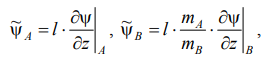 ψ̃_A = l · ∂ψ/∂z |_A , ψ̃_B = l · m_A/m_B · ∂ψ/∂z |_B ,